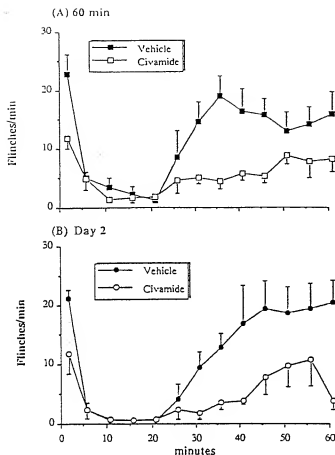 (A) 60 min
30
Vehicle
Civamide
20
Flinches/min
10
0
(B) Day 2
30
Vehicle
Civamide
20
Flinches/min
10
0
0 10 20 30 40 50 60
minutes